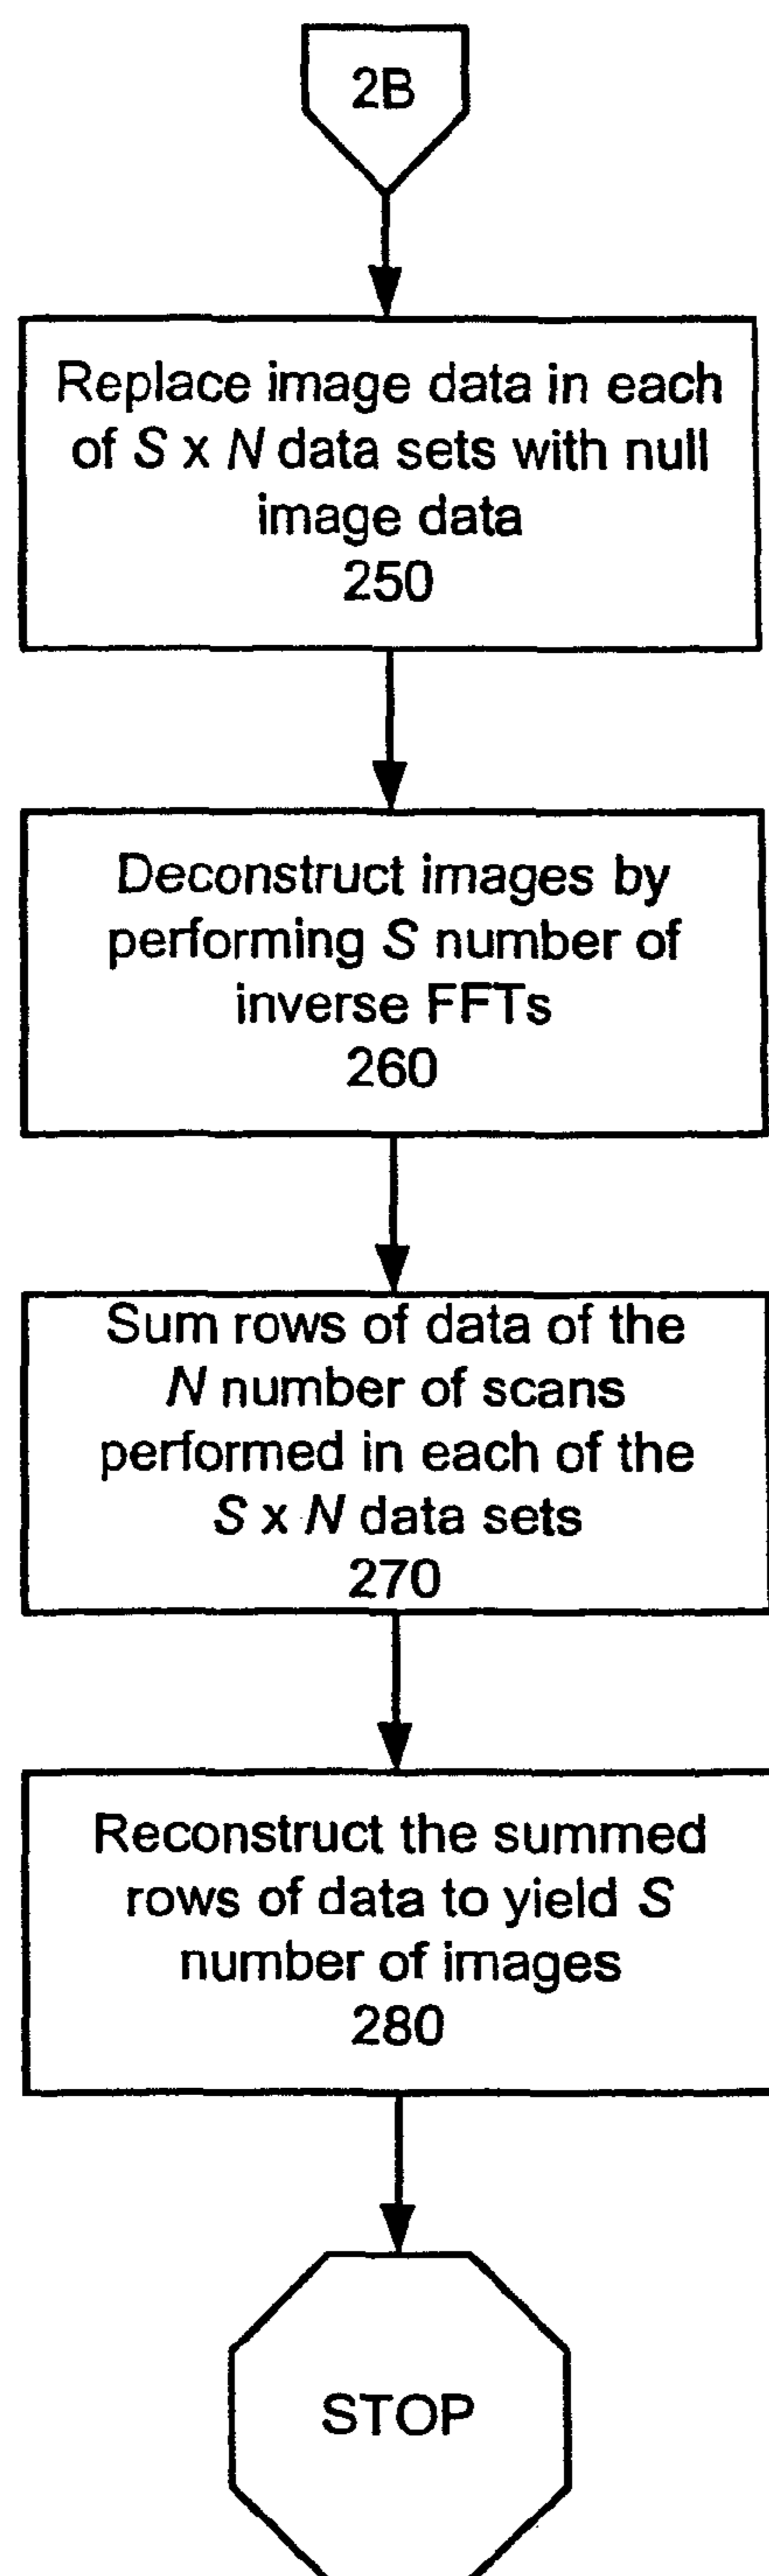 2B
Replace image data in each
of S x N data sets with null
image data
250
Deconstruct images by
performing S number of
inverse FFTs
260
Sum rows of data of the
N number of scans
performed in each of the
S x N data sets
270
Reconstruct the summed
rows of data to yield S
number of images
280
STOP